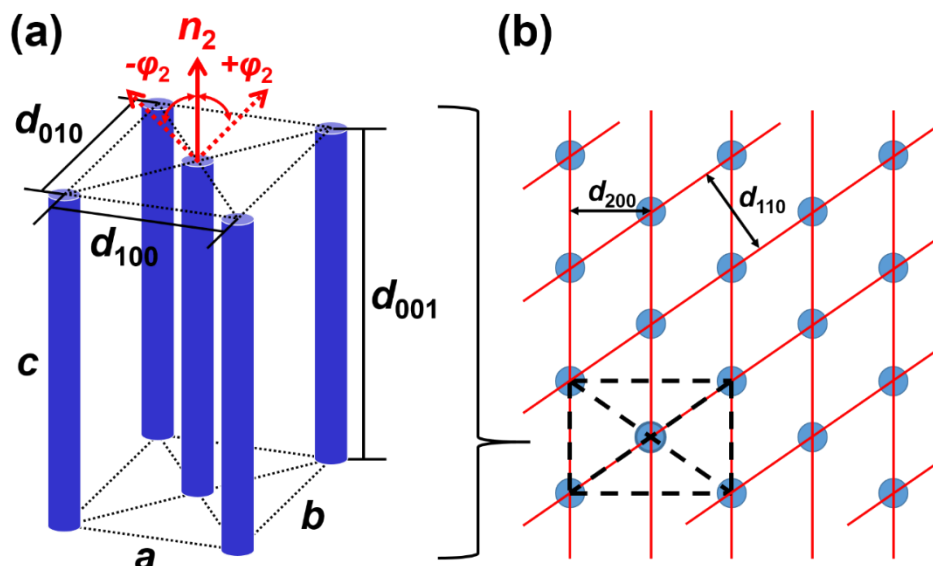 (a)
n₂
-φ₂
+φ₂
d₀₁₀
d₁₀₀
d₀₀₁
c
b
a
(b)
d₂₀₀
d₁₁₀